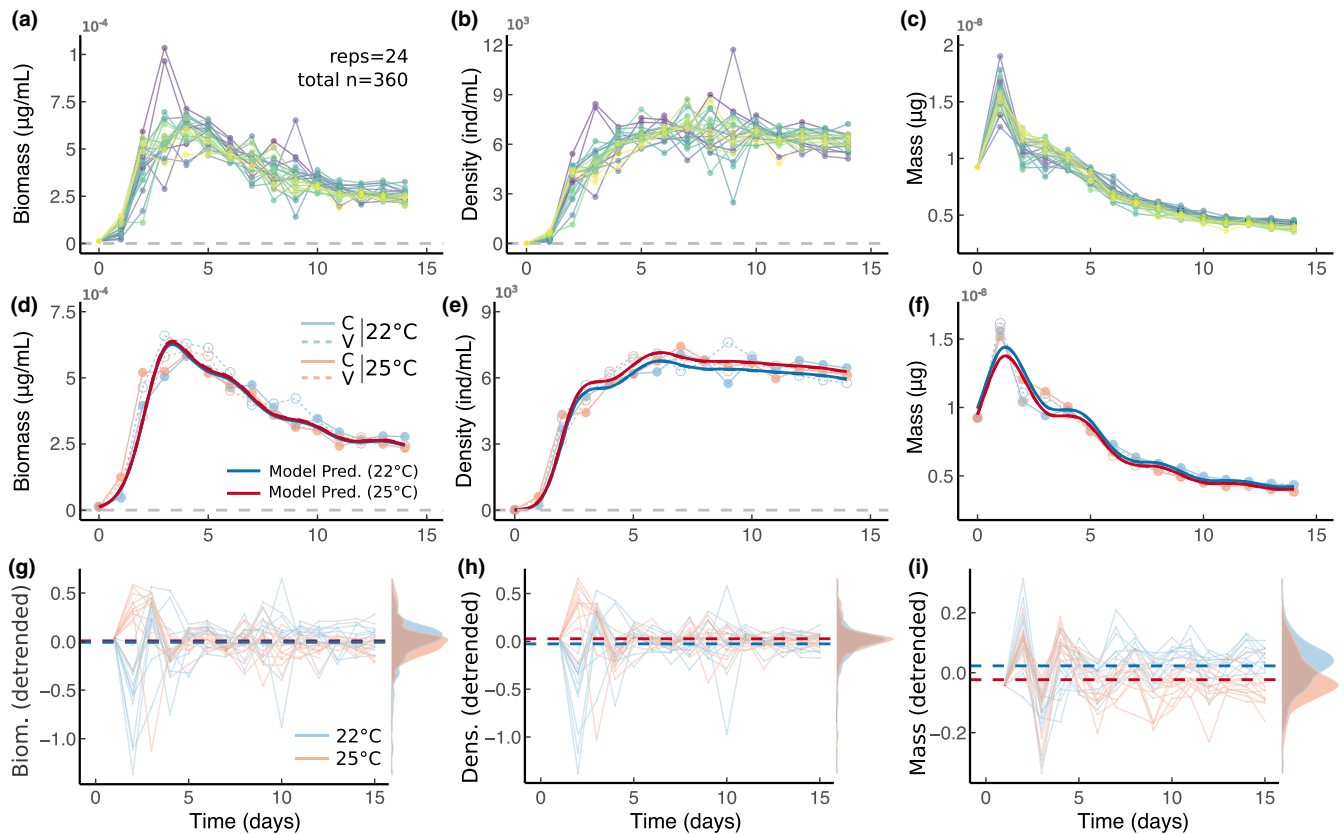 (a)
10⁻⁴
Biomass (µg/mL)
1
7.5
5
2.5
0
reps=24
total n=360
0 5 10 15
(b)
10³
Density (ind/mL)
12
9
6
3
0
0 5 10 15
(c)
10⁻⁸
Mass (µg)
2
1.5
1
0.5
0 5 10 15
(d)
10⁻⁴
Biomass (µg/mL)
7.5
5
2.5
0
C
V
22°C
C
V
25°C
Model Pred. (22°C)
Model Pred. (25°C)
0 5 10 15
(e)
10³
Density (ind/mL)
9
6
3
0
0 5 10 15
(f)
10⁻⁸
Mass (µg)
1.5
1
0.5
0 5 10 15
(g)
Biom. (detrended)
0.5
0.0
−0.5
−1.0
22°C
25°C
0 5 10 15
Time (days)
(h)
Dens. (detrended)
0.5
0.0
−0.5
−1.0
0 5 10 15
Time (days)
(i)
Mass (detrended)
0.2
0.0
−0.2
0 5 10 15
Time (days)